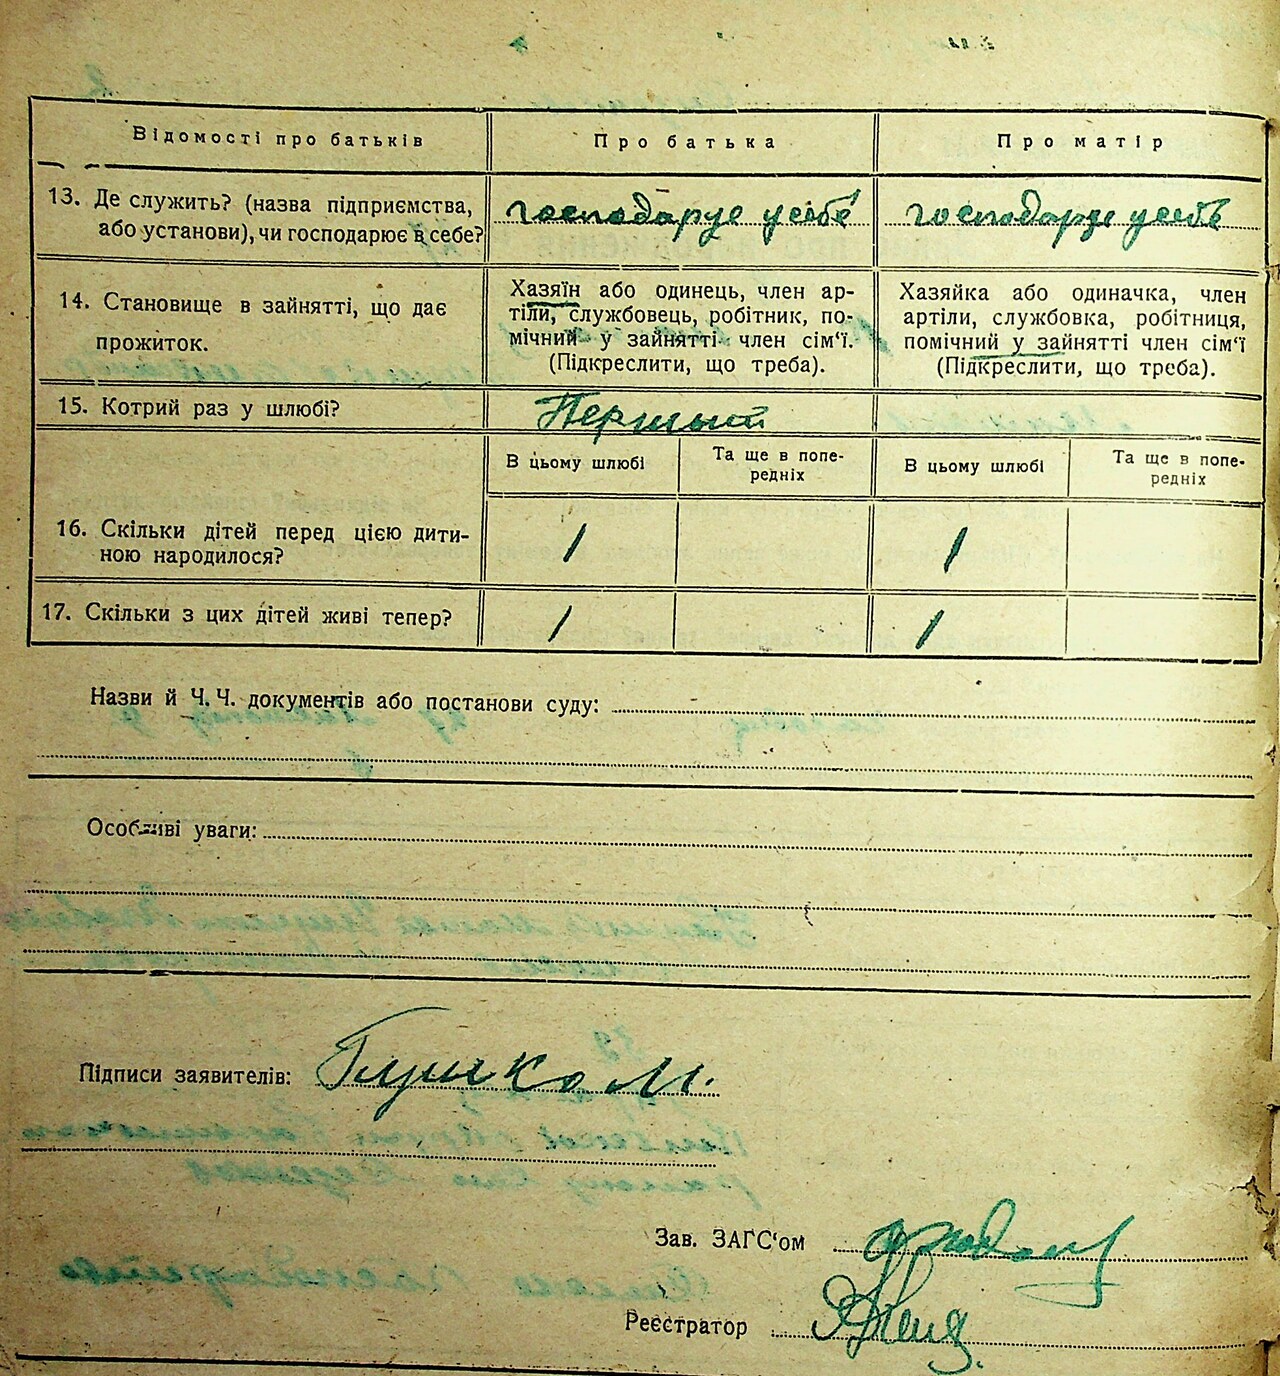 Відомості про батьків Про батька Про матір
13. Де служить? (назва підприємства, або установи), чи господарює в себе? господарує у себе господарує у себе
14. Становище в зайнятті, що дає прожиток.
Хазяїн або одинець, член ар-
тіли, службовець, робітник, по-
мічний у зайнятті член сім‘ї.
(Підкреслити, що треба).
Хазяйка або одиначка, член
артіли, службовка, робітниця,
помічний у зайнятті член сім‘ї
(Підкреслити, що треба).
15. Котрий раз у шлюбі? Первый
В цьому шлюбі Та ще в попе-
редніх В цьому шлюбі Та ще в попе-
редніх
16. Скільки дітей перед цією дити-
ною народилося? 1 1
17. Скільки з цих дітей живі тепер? 1 1
Назви й Ч. Ч. документів або постанови суду:
Особливі уваги:
Підписи заявителів: Глушко М.
Зав. ЗАГС‘ом
Реєстратор